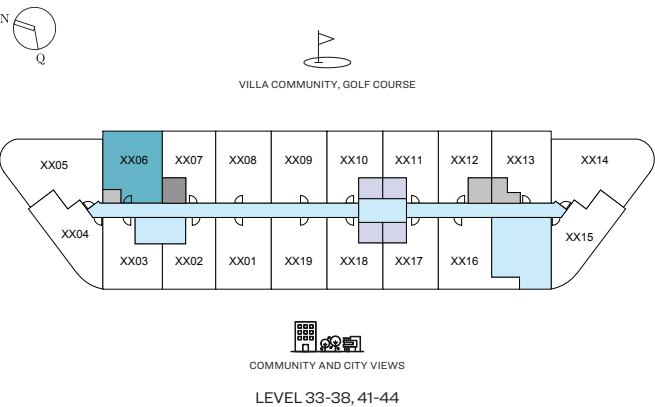 N
Q
VILLA COMMUNITY, GOLF COURSE
XX05 XX06 XX07 XX08 XX09 XX10 XX11 XX12 XX13 XX14
XX04 XX03 XX02 XX01 XX19 XX18 XX17 XX16 XX15
COMMUNITY AND CITY VIEWS
LEVEL 33-38, 41-44